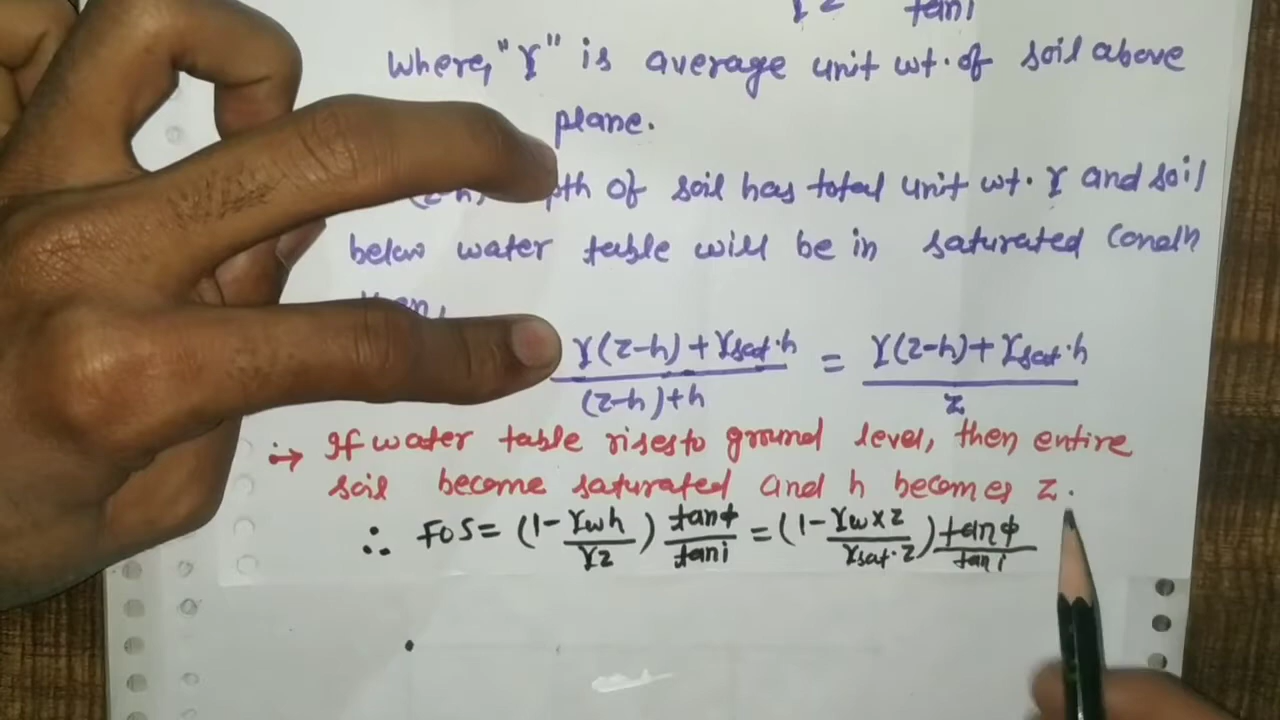 tani
where, "γ" is average unit wt. of soil above
plane.
of soil has total unit wt. γ and soil
below water table will be in saturated condn
γ(z-h) + γsat·h / (z-h)+h = γ(z-h) + γsat·h / z
→ If water table rises to ground level, then entire
soil become saturated and h becomes z.
∴ FOS = (1 - γwh / γz) tanφ / tani = (1 - γw×z / γsat·z) tanφ / tani